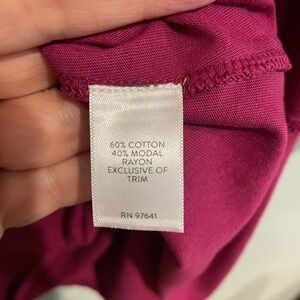 60% COTTON
40% MODAL
RAYON
EXCLUSIVE OF
TRIM
RN 97641